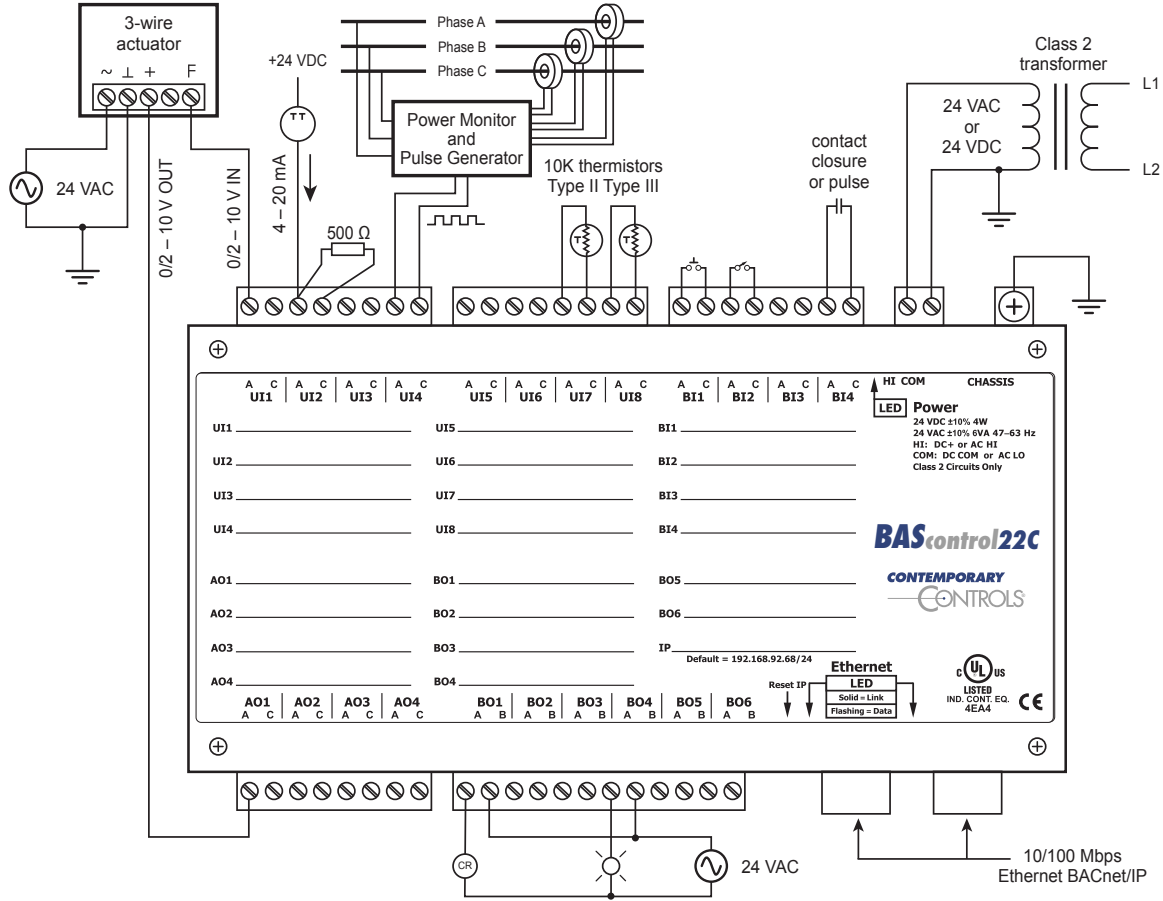 3-wire
actuator
~ ⊥ + F
24 VAC
0/2 – 10 V OUT
0/2 – 10 V IN
+24 VDC
TT
4 – 20 mA
500 Ω
Phase A
Phase B
Phase C
Power Monitor
and
Pulse Generator
10K thermistors
Type II Type III
T T
contact
closure
or pulse
Class 2
transformer
24 VAC
or
24 VDC
L1
L2
A C A C A C A C
UI1 UI2 UI3 UI4
A C A C A C A C
UI5 UI6 UI7 UI8
A C A C A C A C
BI1 BI2 BI3 BI4
HI COM
CHASSIS
LED Power
24 VDC ±10% 4W
24 VAC ±10% 6VA 47–63 Hz
HI: DC+ or AC HI
COM: DC COM or AC LO
Class 2 Circuits Only
UI1 UI5 BI1
UI2 UI6 BI2
UI3 UI7 BI3
UI4 UI8 BI4
BAScontrol22C
CONTEMPORARY
CONTROLS®
AO1 BO1 BO5
AO2 BO2 BO6
AO3 BO3 IP
Default = 192.168.92.68/24
AO4 BO4
Reset IP
Ethernet
LED
Solid = Link
Flashing = Data
C UL US
LISTED
IND. CONT. EQ.
4EA4
CE
AO1 AO2 AO3 AO4
A C A C A C A C
BO1 BO2 BO3 BO4 BO5 BO6
A B A B A B A B A B A B
CR
24 VAC
10/100 Mbps
Ethernet BACnet/IP